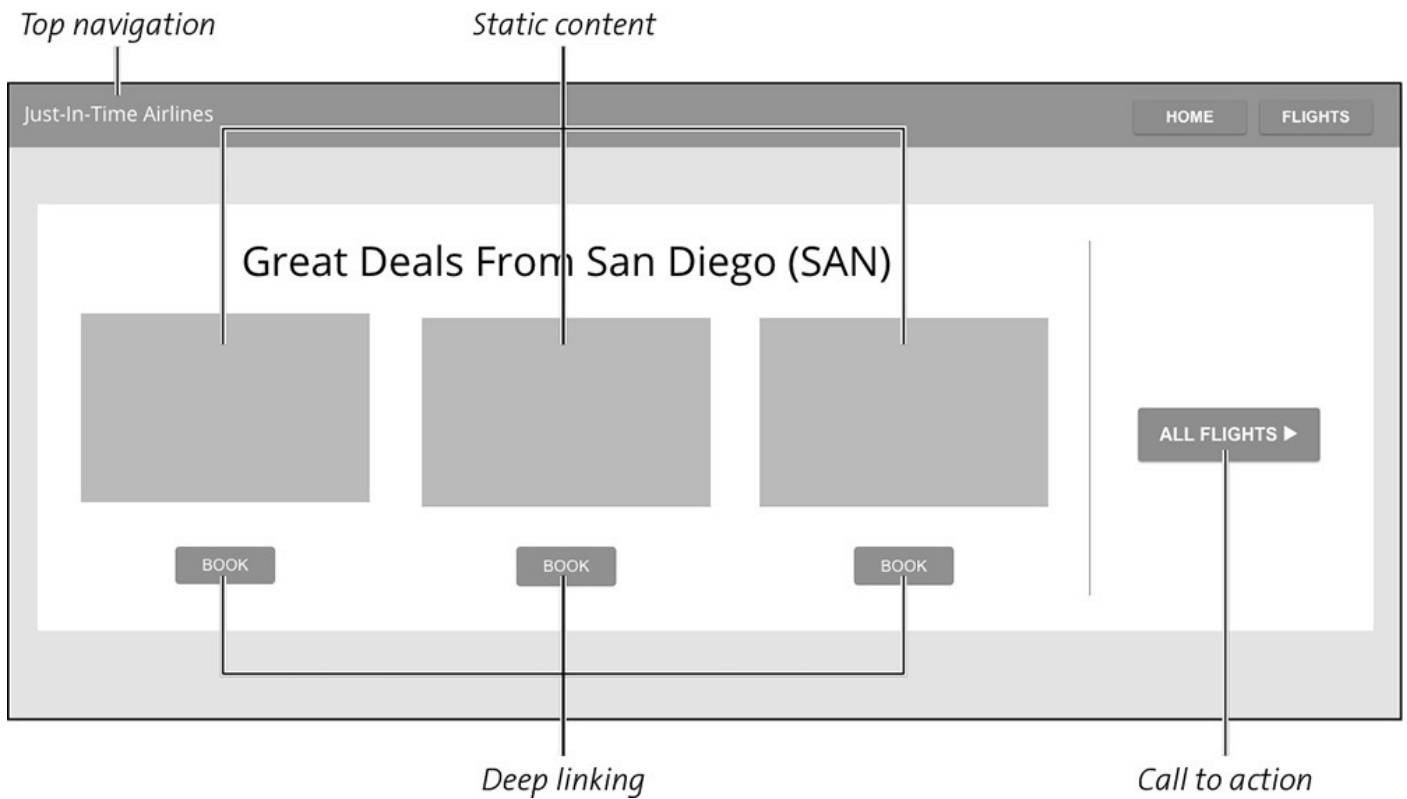 Top navigation Static content
Just-In-Time Airlines HOME FLIGHTS
Great Deals From San Diego (SAN)
ALL FLIGHTS ▶
BOOK BOOK BOOK
Deep linking Call to action